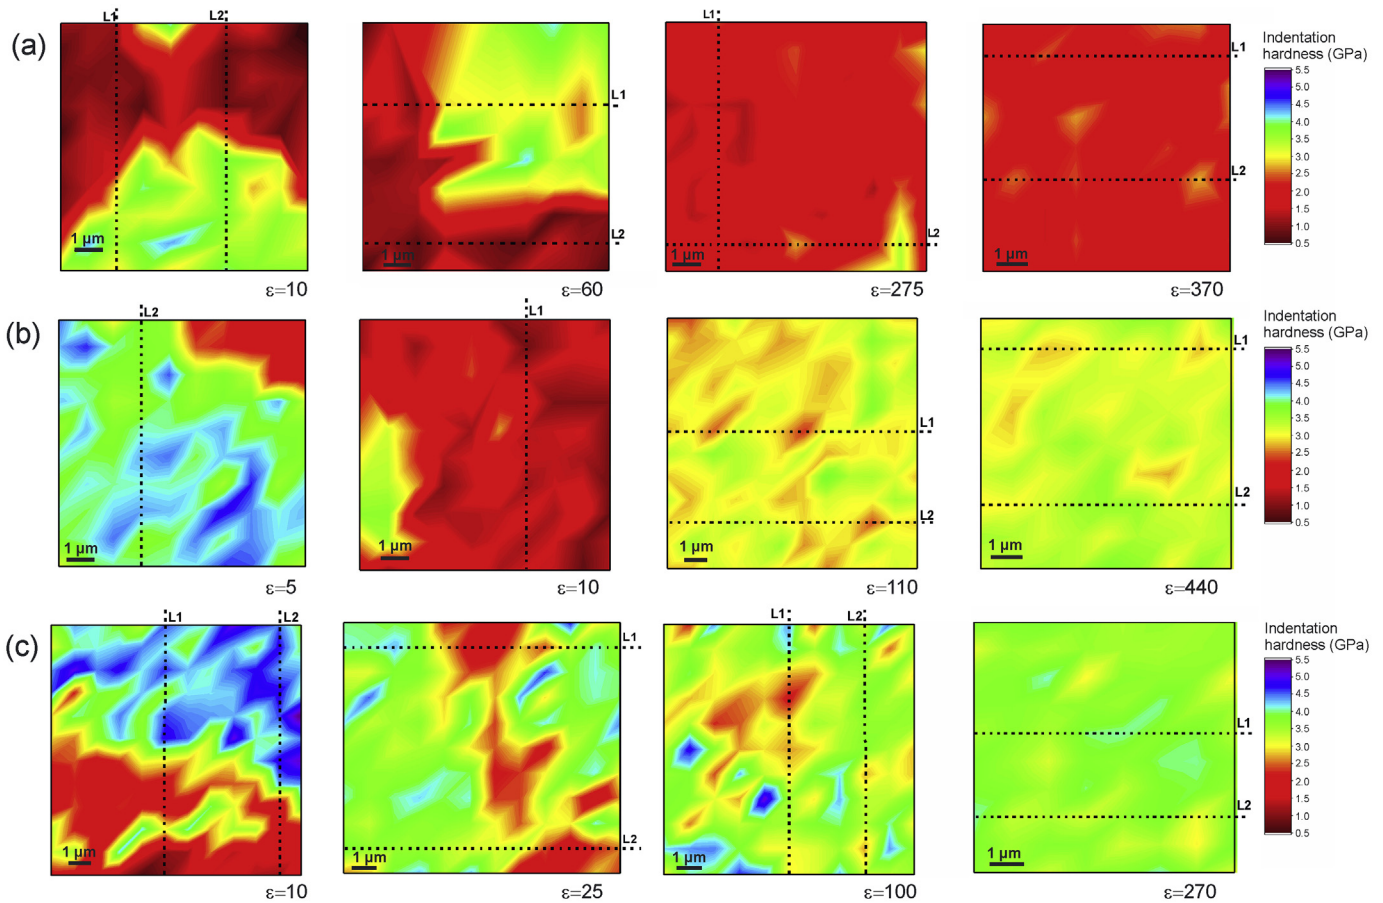 (a)
L1
L2
1 µm
ε=10
L1
L2
1 µm
ε=60
L1
L2
1 µm
ε=275
L1
L2
1 µm
ε=370
Indentation
hardness (GPa)
5.5
5.0
4.5
4.0
3.5
3.0
2.5
2.0
1.5
1.0
0.5
(b)
L2
1 µm
ε=5
L1
1 µm
ε=10
L1
L2
1 µm
ε=110
L1
L2
1 µm
ε=440
Indentation
hardness (GPa)
5.5
5.0
4.5
4.0
3.5
3.0
2.5
2.0
1.5
1.0
0.5
(c)
L1
L2
1 µm
ε=10
L1
L2
1 µm
ε=25
L1
L2
1 µm
ε=100
L1
L2
1 µm
ε=270
Indentation
hardness (GPa)
5.5
5.0
4.5
4.0
3.5
3.0
2.5
2.0
1.5
1.0
0.5